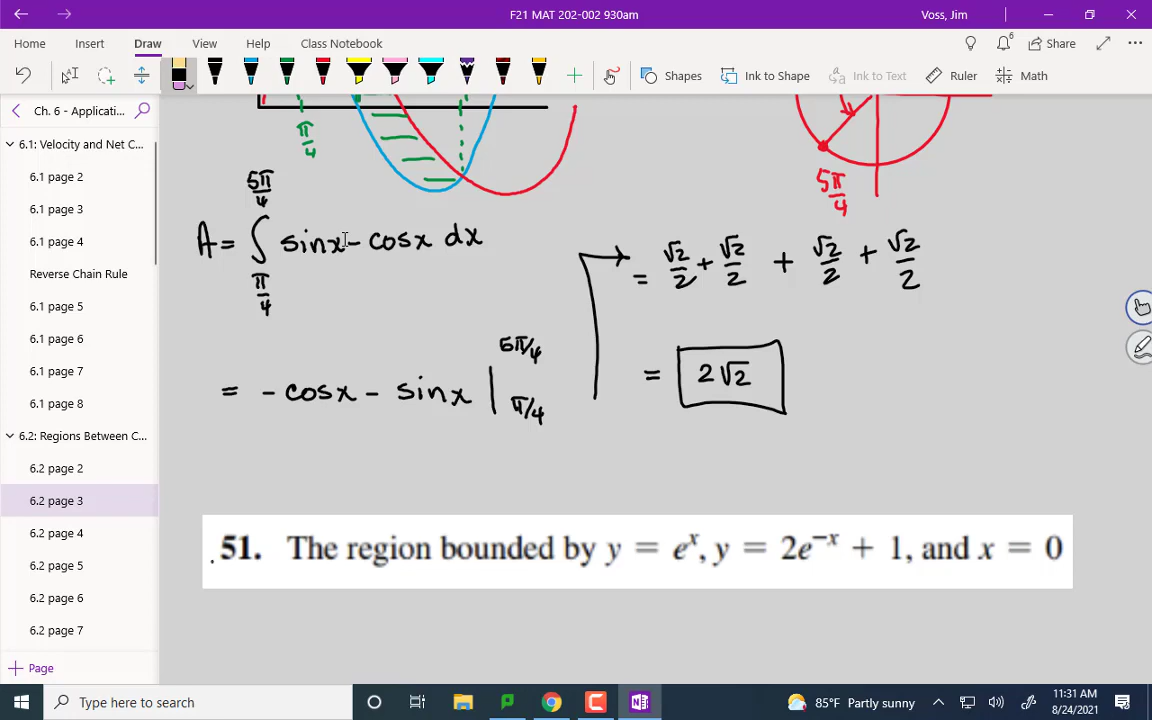 F21 MAT 202-002 930am
Voss, Jim
Home Insert Draw View Help Class Notebook Share
Shapes Ink to Shape Ink to Text Ruler Math
Ch. 6 - Applicati...
6.1: Velocity and Net C...
6.1 page 2
6.1 page 3
6.1 page 4
Reverse Chain Rule
6.1 page 5
6.1 page 6
6.1 page 7
6.1 page 8
6.2: Regions Between C...
6.2 page 2
6.2 page 3
6.2 page 4
6.2 page 5
6.2 page 6
6.2 page 7
Page
π/4
5π/4
A = ∫ from π/4 to 5π/4 sinx - cosx dx
= -cosx - sinx | 5π/4 π/4
= √2/2 + √2/2 + √2/2 + √2/2
= 2√2
51. The region bounded by y = e^x, y = 2e^−x + 1, and x = 0
Type here to search
85°F Partly sunny
11:31 AM
8/24/2021